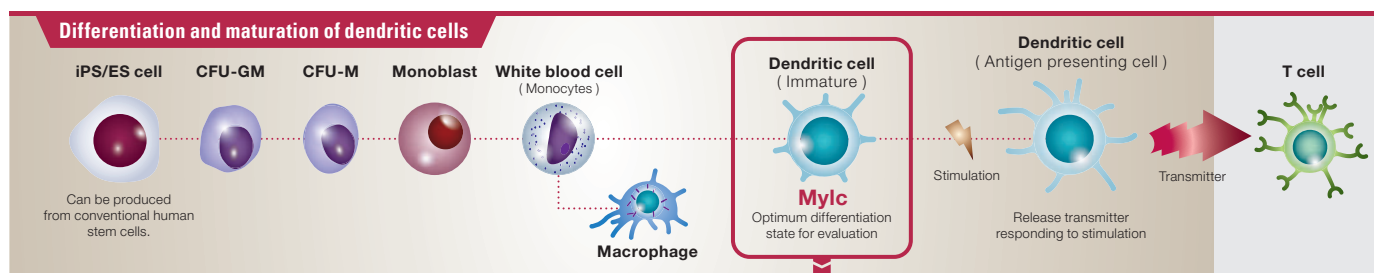 Differentiation and maturation of dendritic cells
iPS/ES cell
Can be produced
from conventional human
stem cells.
CFU-GM
CFU-M
Monoblast
White blood cell
( Monocytes )
Macrophage
Dendritic cell
( Immature )
Mylc
Optimum differentiation
state for evaluation
Stimulation
Dendritic cell
( Antigen presenting cell )
Release transmitter
responding to stimulation
Transmitter
T cell